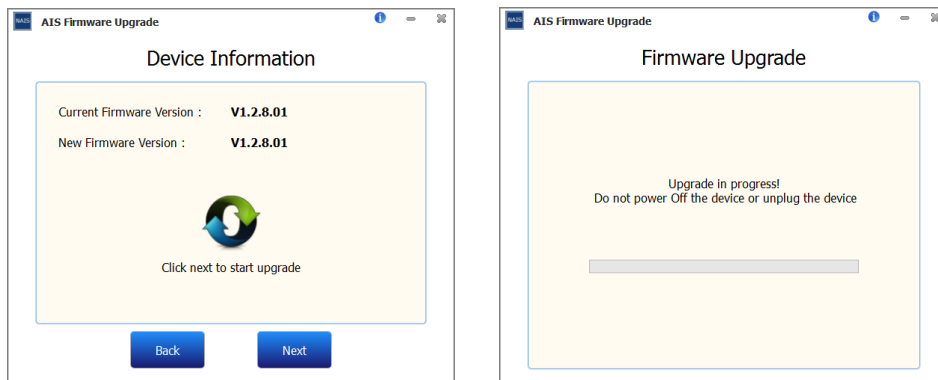 NAIS AIS Firmware Upgrade
Device Information
Current Firmware Version : V1.2.8.01
New Firmware Version : V1.2.8.01
Click next to start upgrade
Back Next
NAIS AIS Firmware Upgrade
Firmware Upgrade
Upgrade in progress!
Do not power Off the device or unplug the device